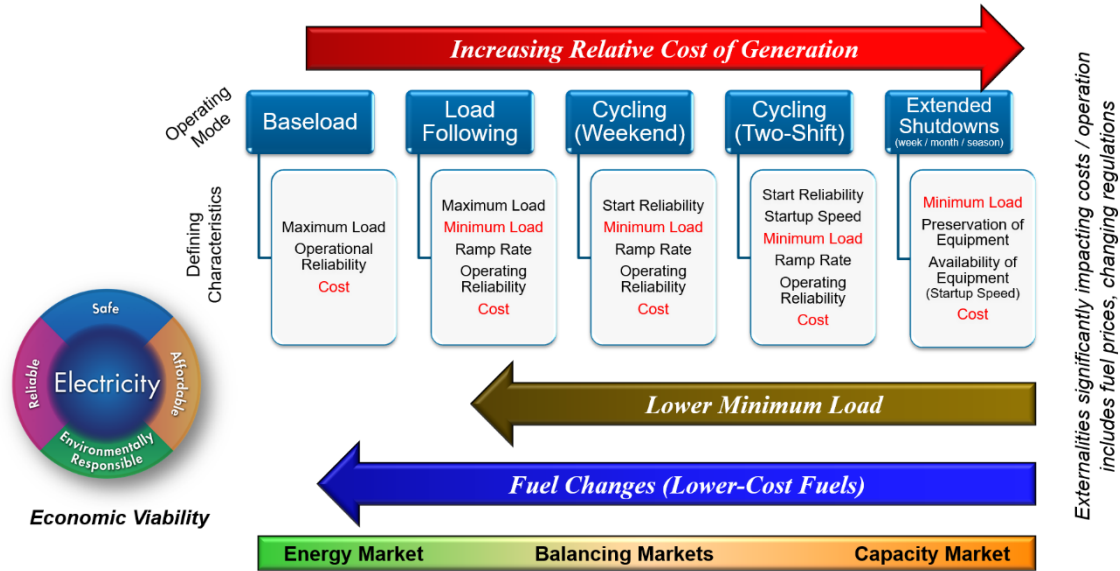 Increasing Relative Cost of Generation
Operating
Mode
Baseload
Load
Following
Cycling
(Weekend)
Cycling
(Two-Shift)
Extended
Shutdowns
(week / month / season)
Defining
Characteristics
Maximum Load
Operational
Reliability
Cost
Maximum Load
Minimum Load
Ramp Rate
Operating
Reliability
Cost
Start Reliability
Minimum Load
Ramp Rate
Operating
Reliability
Cost
Start Reliability
Startup Speed
Minimum Load
Ramp Rate
Operating
Reliability
Cost
Minimum Load
Preservation of
Equipment
Availability of
Equipment
(Startup Speed)
Cost
Safe
Reliable
Electricity
Affordable
Environmentally
Responsible
Economic Viability
Lower Minimum Load
Fuel Changes (Lower-Cost Fuels)
Energy Market
Balancing Markets
Capacity Market
Externalities significantly impacting costs / operation
includes fuel prices, changing regulations